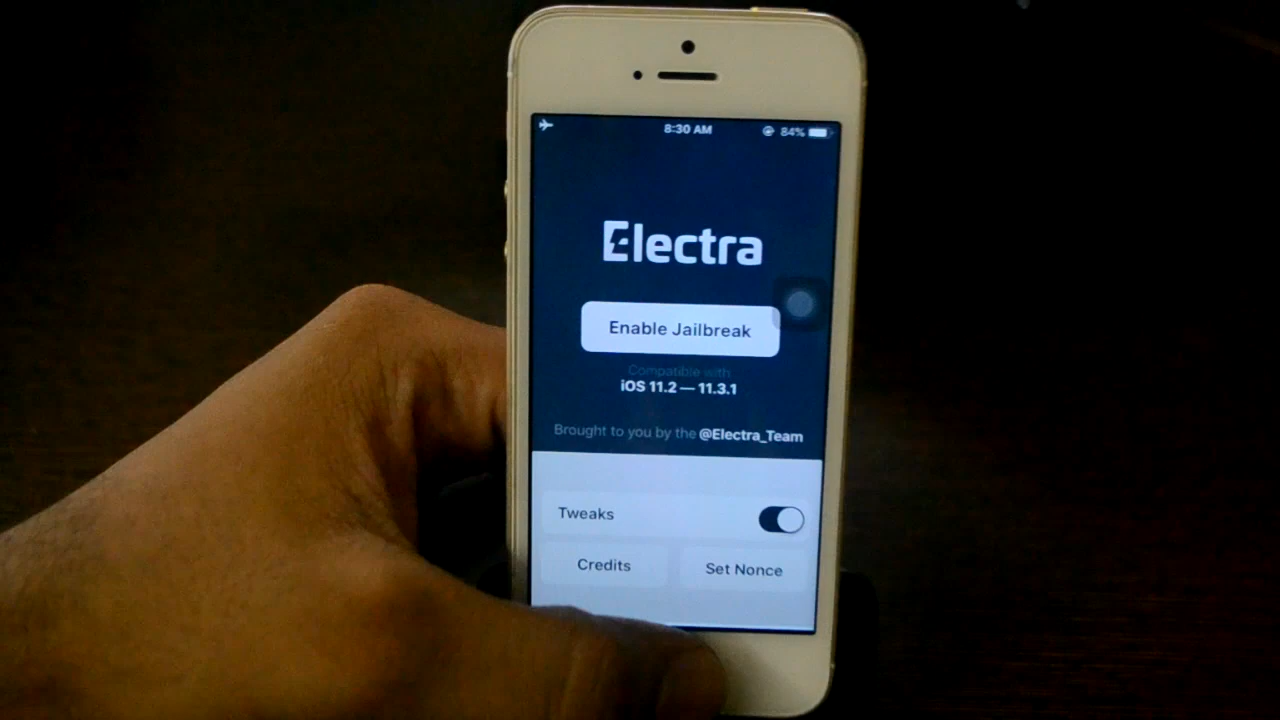 8:30 AM
84%
Electra
Enable Jailbreak
Compatible with
iOS 11.2 — 11.3.1
Brought to you by the @Electra_Team
Tweaks
Credits
Set Nonce